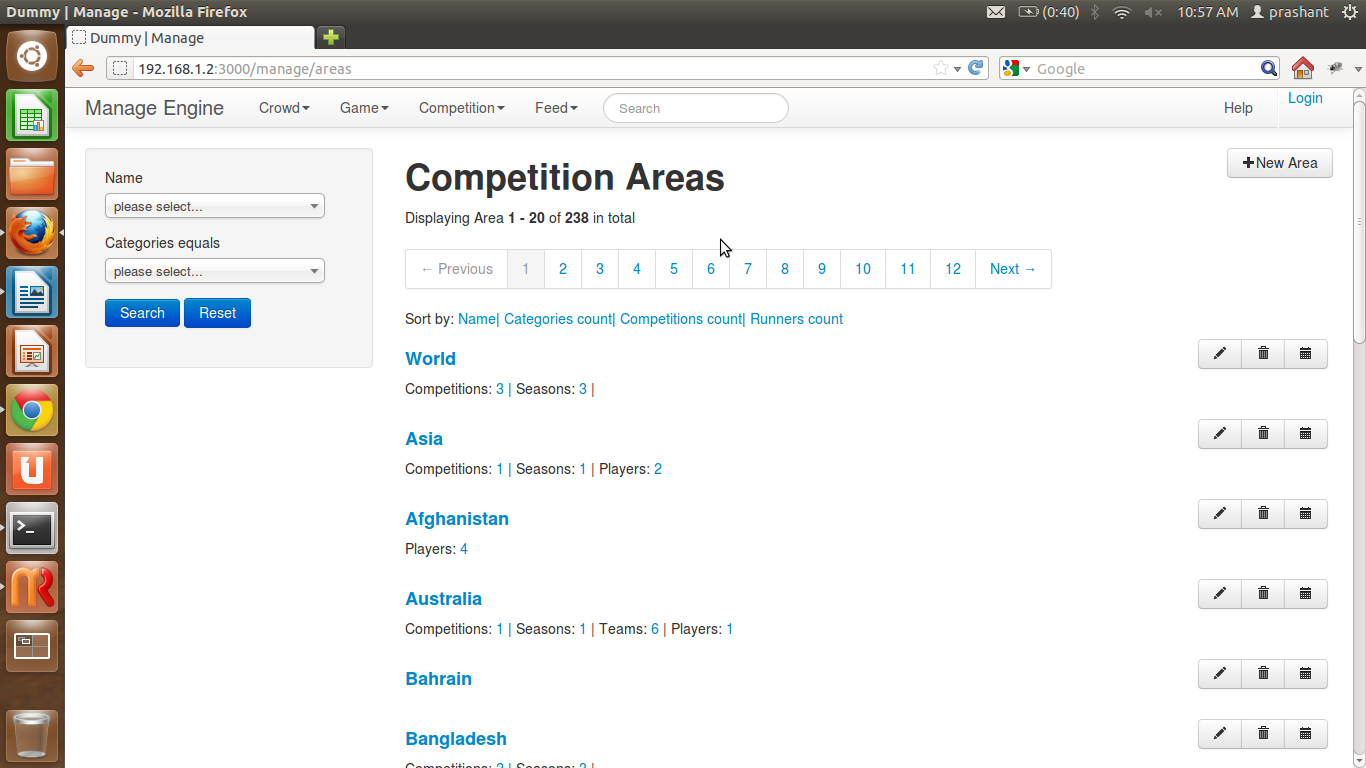 Dummy | Manage - Mozilla Firefox
(0:40) 10:57 AM prashant
Dummy | Manage
192.168.1.2:3000/manage/areas
Google
Manage Engine Crowd Game Competition Feed Search Help Login
Name
please select...
Categories equals
please select...
Search Reset
Competition Areas
New Area
Displaying Area 1 - 20 of 238 in total
← Previous 1 2 3 4 5 6 7 8 9 10 11 12 Next →
Sort by: Name| Categories count| Competitions count| Runners count
World
Competitions: 3 | Seasons: 3 |
Asia
Competitions: 1 | Seasons: 1 | Players: 2
Afghanistan
Players: 4
Australia
Competitions: 1 | Seasons: 1 | Teams: 6 | Players: 1
Bahrain
Bangladesh